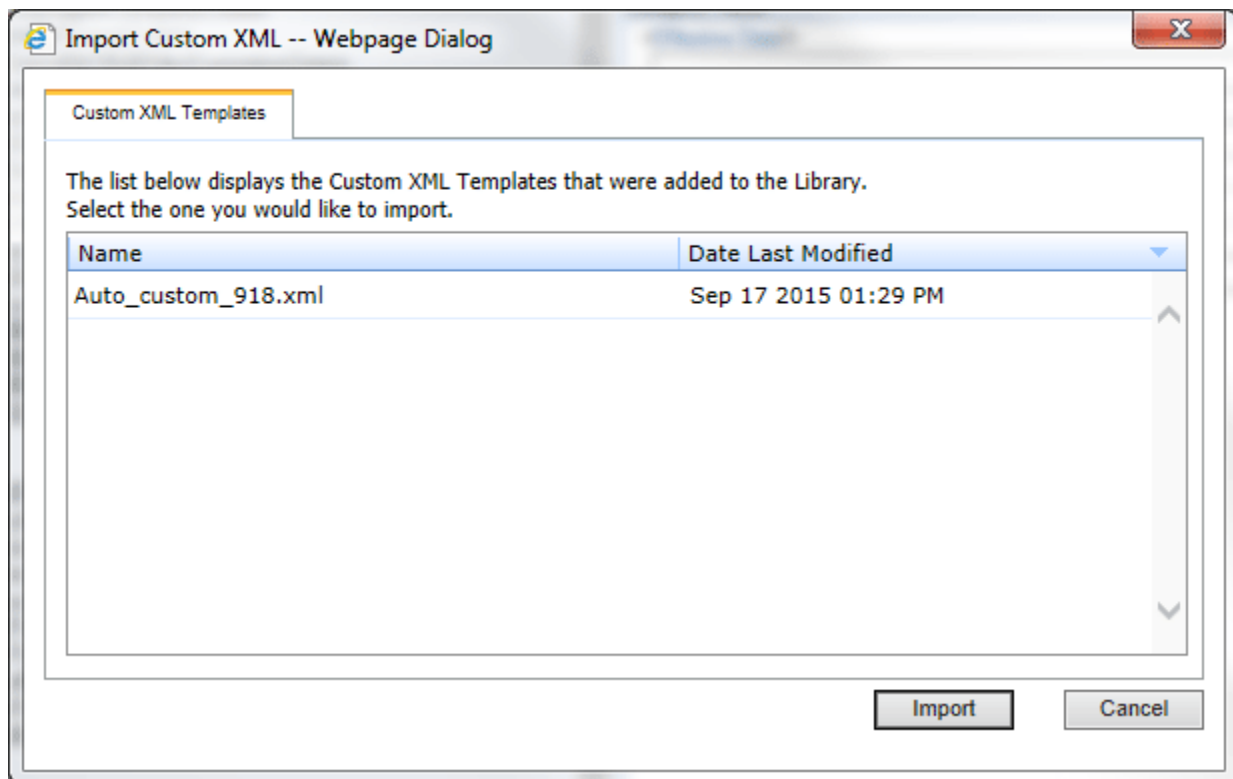 Import Custom XML -- Webpage Dialog
Custom XML Templates
The list below displays the Custom XML Templates that were added to the Library.
Select the one you would like to import.
Name Date Last Modified
Auto_custom_918.xml Sep 17 2015 01:29 PM
Import Cancel